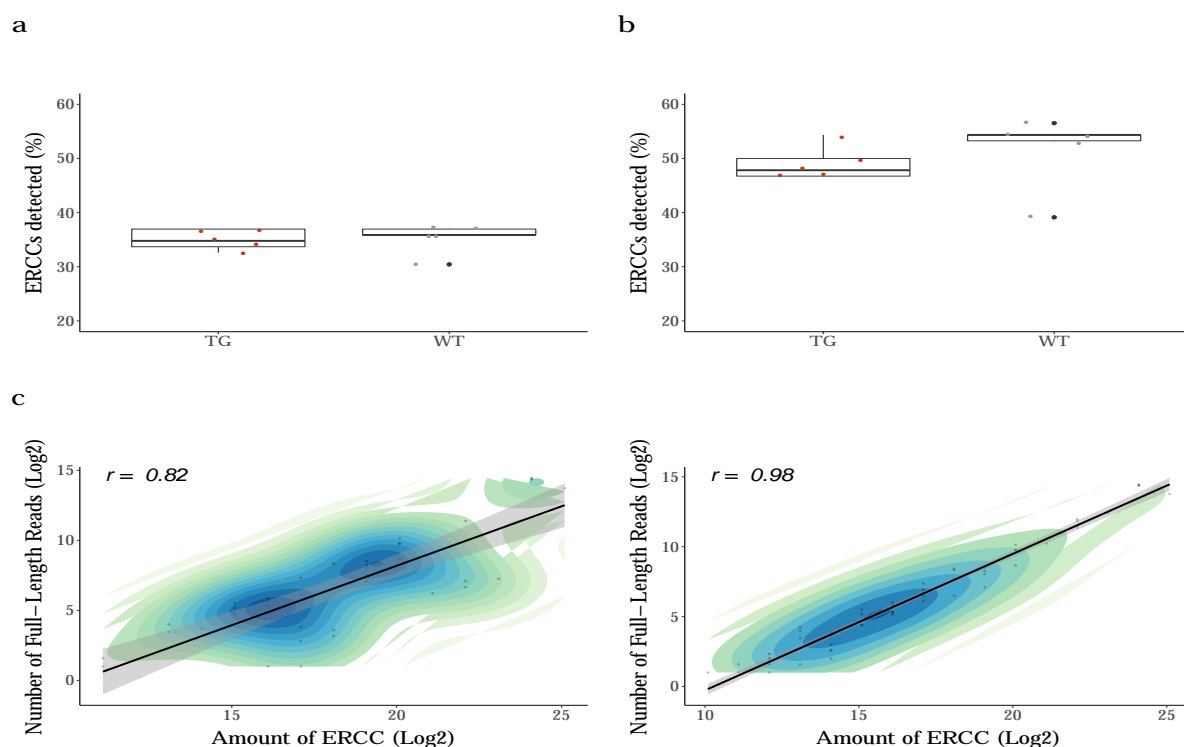 a
b
ERCCs detected (%)
60
50
40
30
20
TG
WT
ERCCs detected (%)
60
50
40
30
20
TG
WT
c
Number of Full-Length Reads (Log2)
15
10
5
0
r = 0.82
15
20
25
Amount of ERCC (Log2)
Number of Full-Length Reads (Log2)
15
10
5
0
r = 0.98
10
15
20
25
Amount of ERCC (Log2)